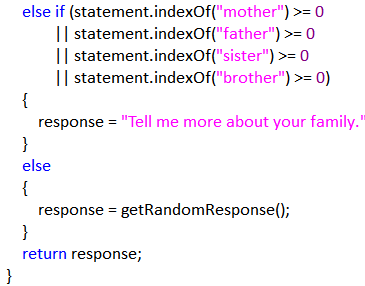 else if (statement.indexOf("mother") >= 0
|| statement.indexOf("father") >= 0
|| statement.indexOf("sister") >= 0
|| statement.indexOf("brother") >= 0)
{
response = "Tell me more about your family."
}
else
{
response = getRandomResponse();
}
return response;
}